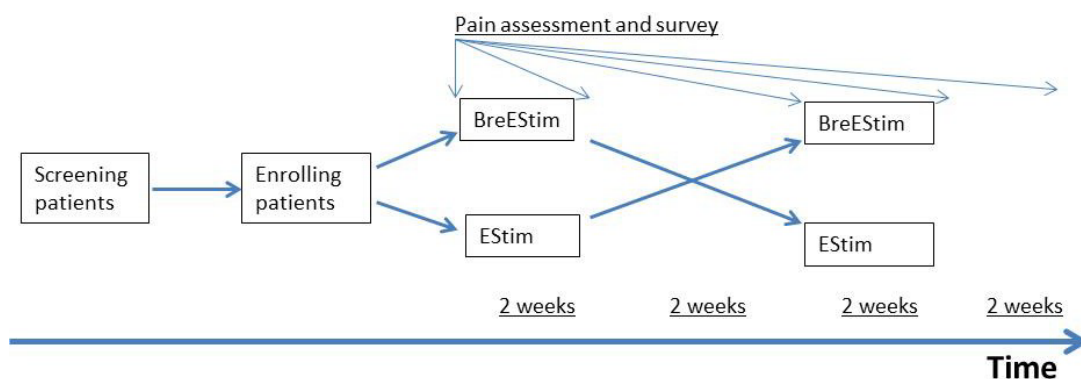 Pain assessment and survey
BreEStim
BreEStim
Screening
patients
Enrolling
patients
EStim
EStim
2 weeks
2 weeks
2 weeks
2 weeks
Time